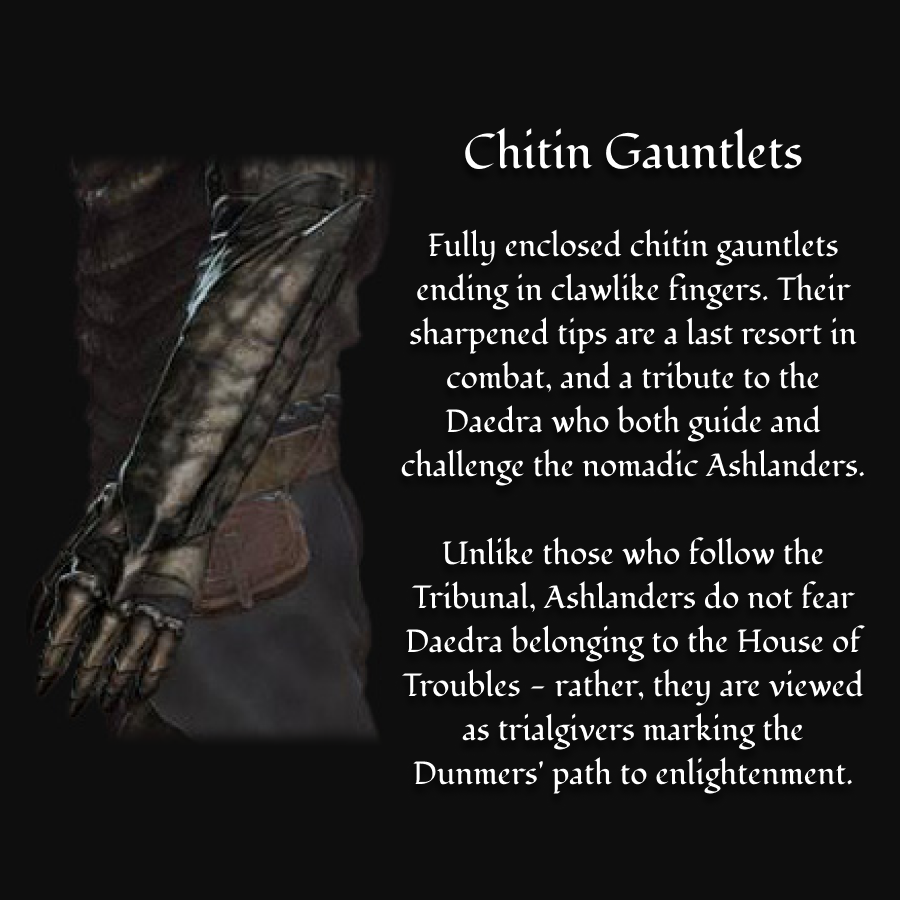 Chitin Gauntlets
Fully enclosed chitin gauntlets
ending in clawlike fingers. Their
sharpened tips are a last resort in
combat, and a tribute to the
Daedra who both guide and
challenge the nomadic Ashlanders.
Unlike those who follow the
Tribunal, Ashlanders do not fear
Daedra belonging to the House of
Troubles – rather, they are viewed
as trialgivers marking the
Dunmers' path to enlightenment.